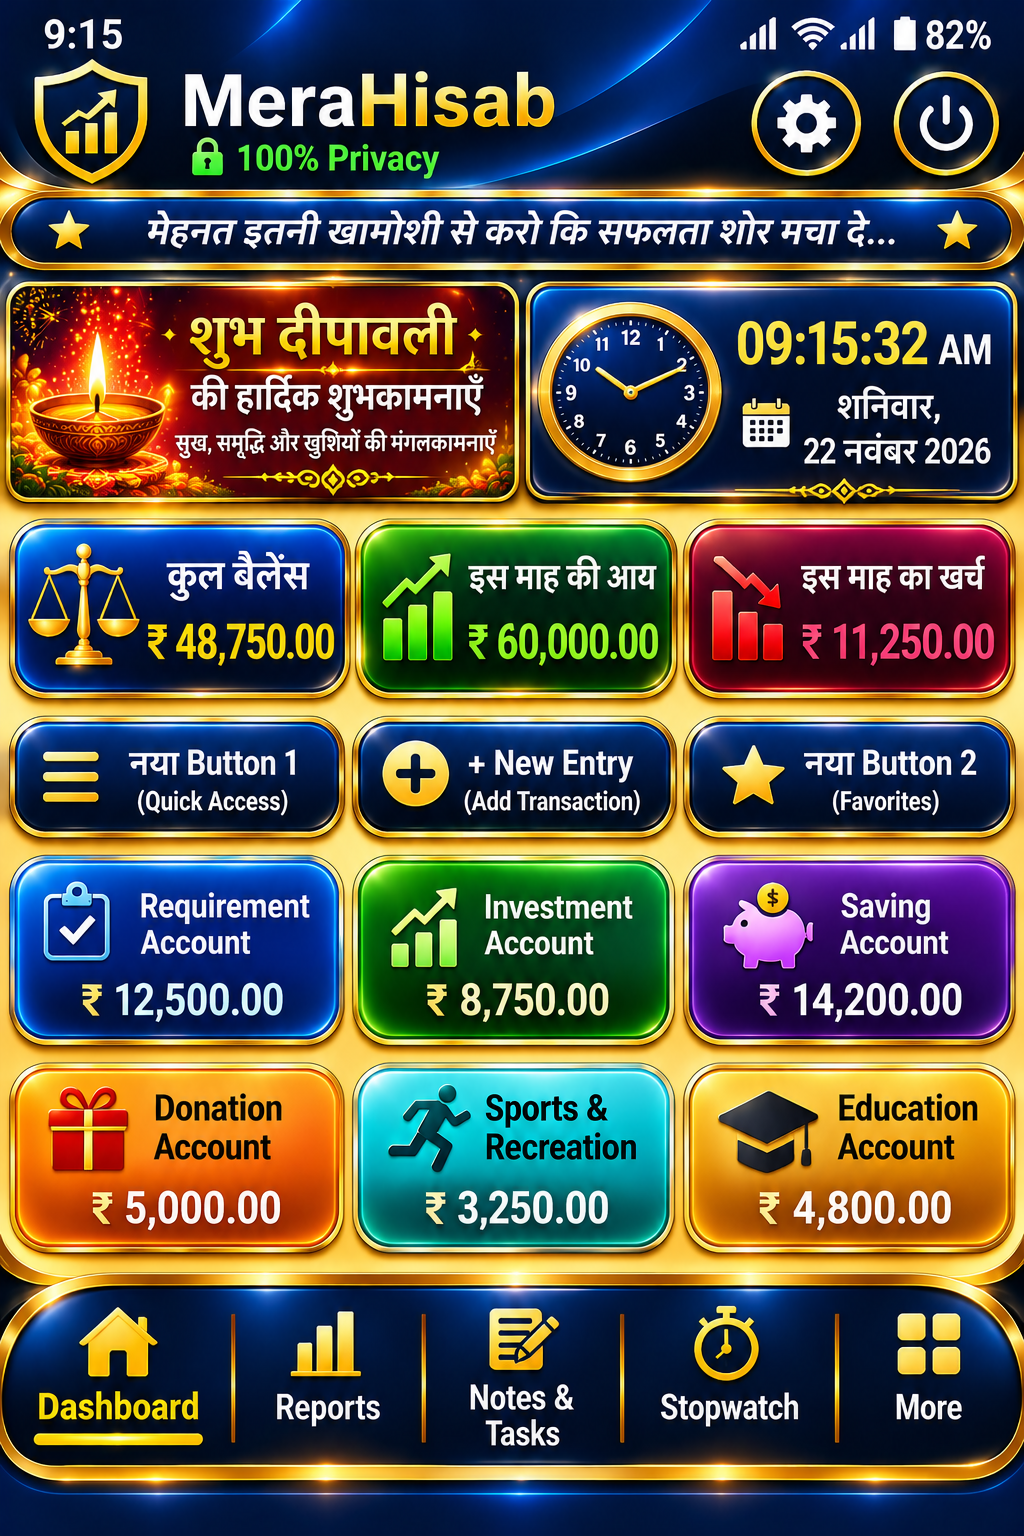 9:15
82%
MeraHisab
100% Privacy
मेहनत इतनी खामोशी से करो कि सफलता शोर मचा दे...
शुभ दीपावली
की हार्दिक शुभकामनाएँ
सुख, समृद्धि और खुशियों की मंगलकामनाएँ
12
1
2
3
4
5
6
7
8
9
10
11
09:15:32 AM
शनिवार,
22 नवंबर 2026
कुल बैलेंस
₹ 48,750.00
इस माह की आय
₹ 60,000.00
इस माह का खर्च
₹ 11,250.00
नया Button 1
(Quick Access)
+ New Entry
(Add Transaction)
नया Button 2
(Favorites)
Requirement
Account
₹ 12,500.00
Investment
Account
₹ 8,750.00
$
Saving
Account
₹ 14,200.00
Donation
Account
₹ 5,000.00
Sports &
Recreation
₹ 3,250.00
Education
Account
₹ 4,800.00
Dashboard
Reports
Notes &
Tasks
Stopwatch
More